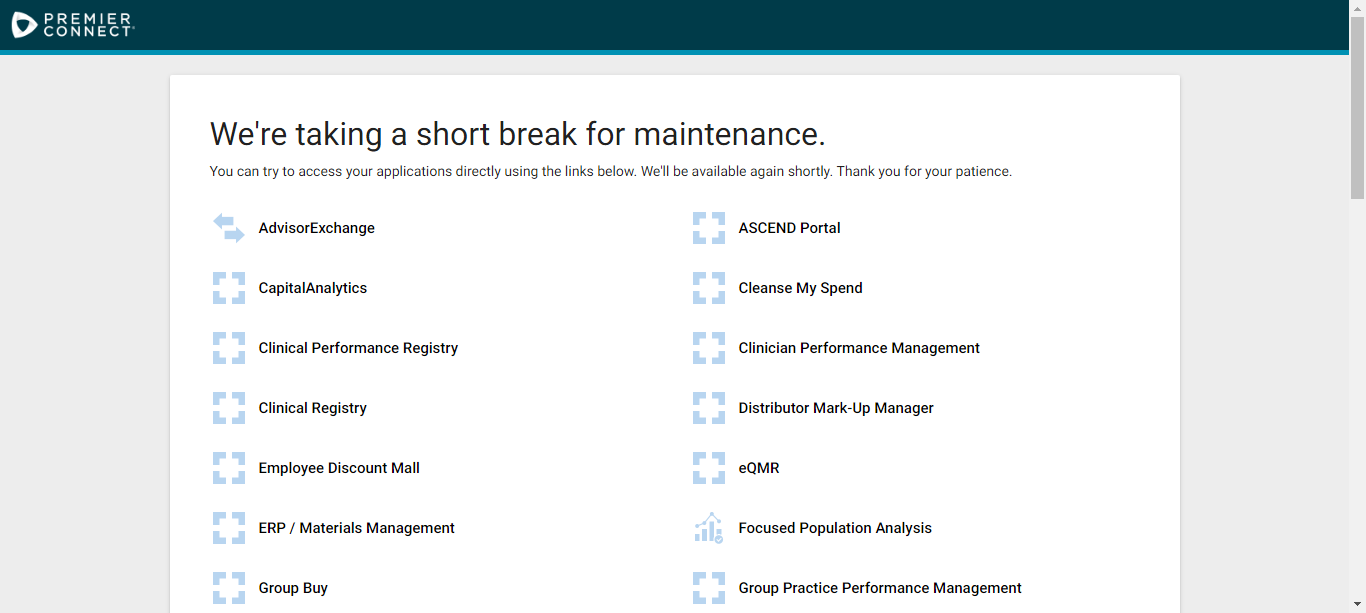 PREMIER
CONNECT
We're taking a short break for maintenance.
You can try to access your applications directly using the links below. We'll be available again shortly. Thank you for your patience.
AdvisorExchange
ASCEND Portal
CapitalAnalytics
Cleanse My Spend
Clinical Performance Registry
Clinician Performance Management
Clinical Registry
Distributor Mark-Up Manager
Employee Discount Mall
eQMR
ERP / Materials Management
Focused Population Analysis
Group Buy
Group Practice Performance Management